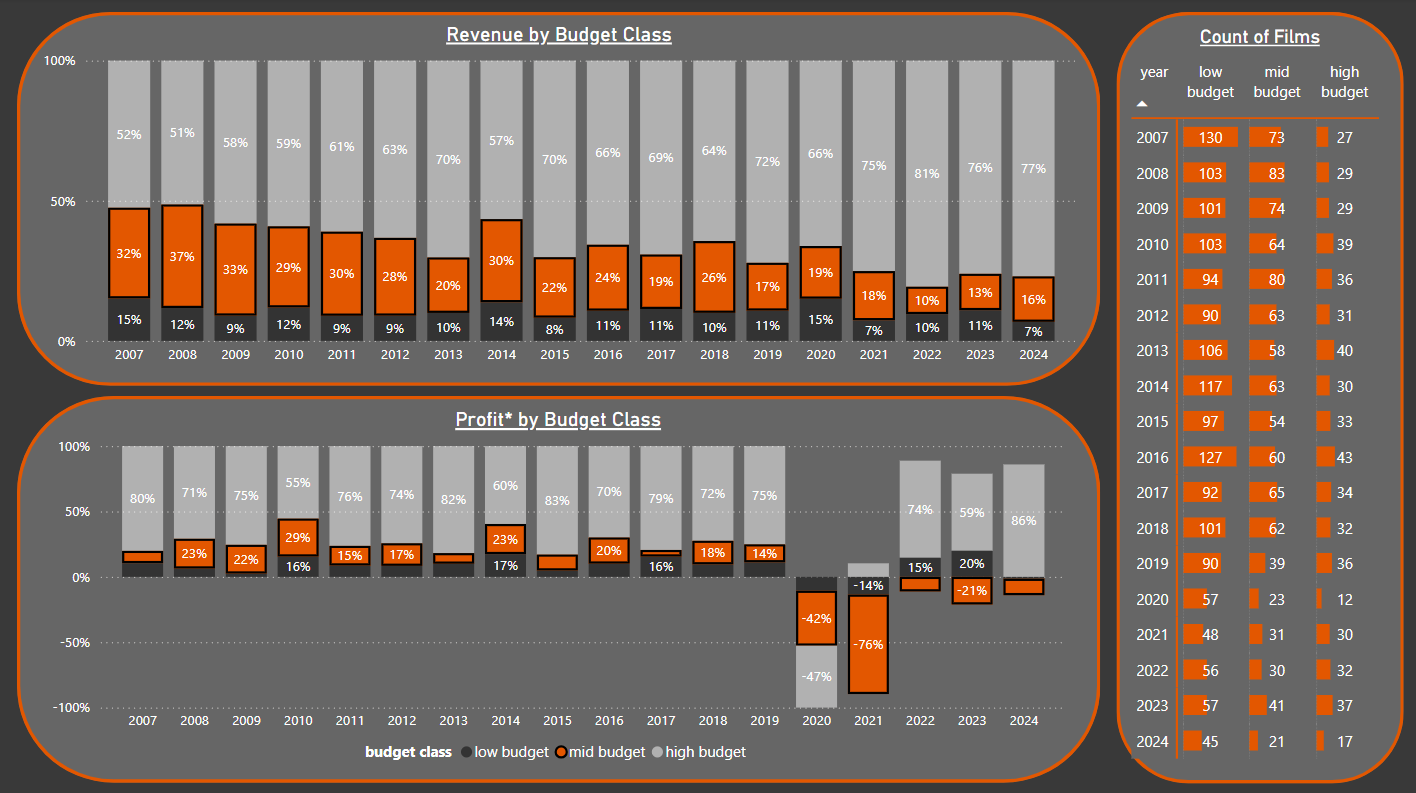 Revenue by Budget Class
100%
50%
0%
52% 51% 58% 59% 61% 63% 70% 57% 70% 66% 69% 64% 72% 66% 75% 81% 76% 77%
32% 37% 33% 29% 30% 28% 20% 30% 22% 24% 19% 26% 17% 19% 18% 10% 13% 16%
15% 12% 9% 12% 9% 9% 10% 14% 8% 11% 11% 10% 11% 15% 7% 10% 11% 7%
2007 2008 2009 2010 2011 2012 2013 2014 2015 2016 2017 2018 2019 2020 2021 2022 2023 2024
Profit* by Budget Class
100%
50%
0%
-50%
-100%
80% 71% 75% 55% 76% 74% 82% 60% 83% 70% 79% 72% 75% -47% 74% 59% 86%
23% 22% 29% 15% 17% 23% 20% 18% 14% -42% -76% -21%
16% 17% 16% -14% 15% 20%
2007 2008 2009 2010 2011 2012 2013 2014 2015 2016 2017 2018 2019 2020 2021 2022 2023 2024
budget class low budget mid budget high budget
Count of Films
year low budget mid budget high budget
2007 130 73 27
2008 103 83 29
2009 101 74 29
2010 103 64 39
2011 94 80 36
2012 90 63 31
2013 106 58 40
2014 117 63 30
2015 97 54 33
2016 127 60 43
2017 92 65 34
2018 101 62 32
2019 90 39 36
2020 57 23 12
2021 48 31 30
2022 56 30 32
2023 57 41 37
2024 45 21 17